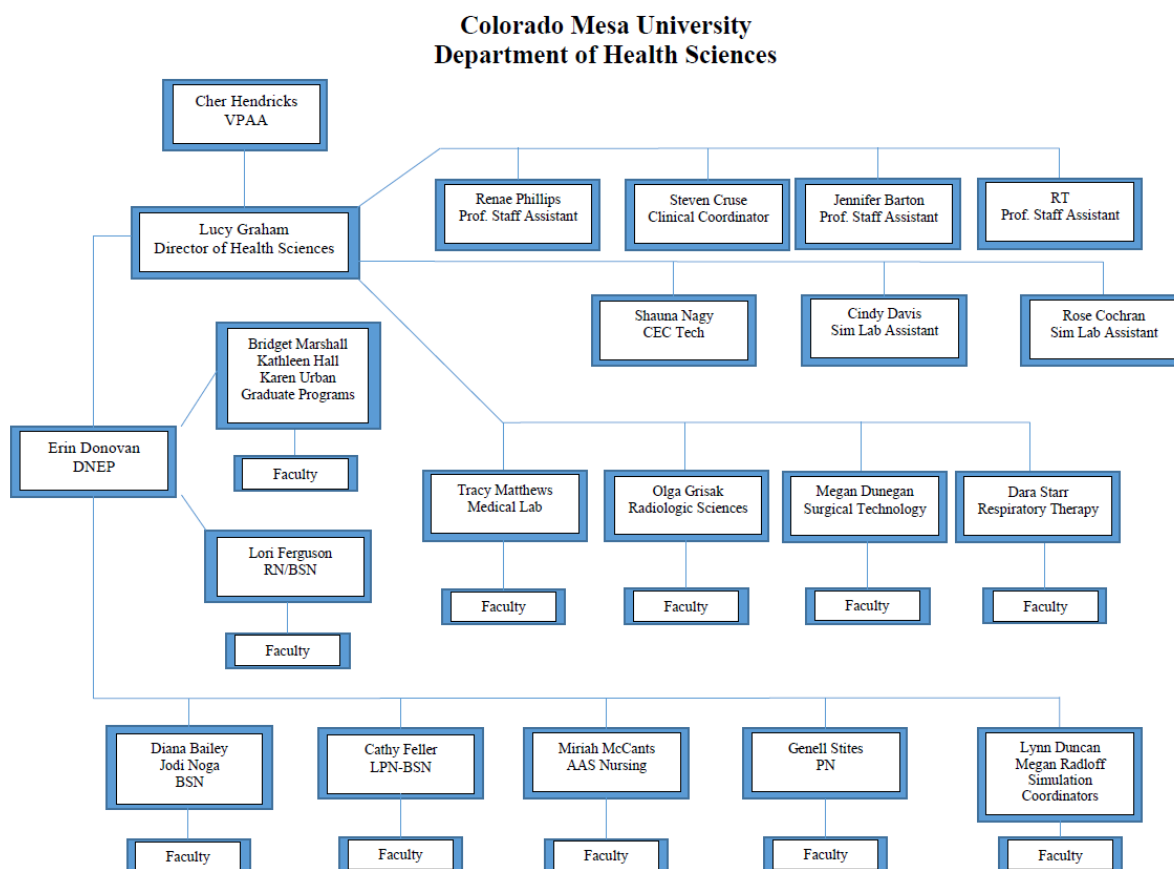 Colorado Mesa University
Department of Health Sciences
Cher Hendricks
VPAA
Renae Phillips
Prof. Staff Assistant
Steven Cruse
Clinical Coordinator
Jennifer Barton
Prof. Staff Assistant
RT
Prof. Staff Assistant
Lucy Graham
Director of Health Sciences
Shauna Nagy
CEC Tech
Cindy Davis
Sim Lab Assistant
Rose Cochran
Sim Lab Assistant
Bridget Marshall
Kathleen Hall
Karen Urban
Graduate Programs
Faculty
Erin Donovan
DNEP
Lori Ferguson
RN/BSN
Faculty
Tracy Matthews
Medical Lab
Olga Grisak
Radiologic Sciences
Megan Dunegan
Surgical Technology
Dara Starr
Respiratory Therapy
Faculty
Faculty
Faculty
Faculty
Diana Bailey
Jodi Noga
BSN
Cathy Feller
LPN-BSN
Miriah McCants
AAS Nursing
Genell Stites
PN
Lynn Duncan
Megan Radloff
Simulation
Coordinators
Faculty
Faculty
Faculty
Faculty
Faculty